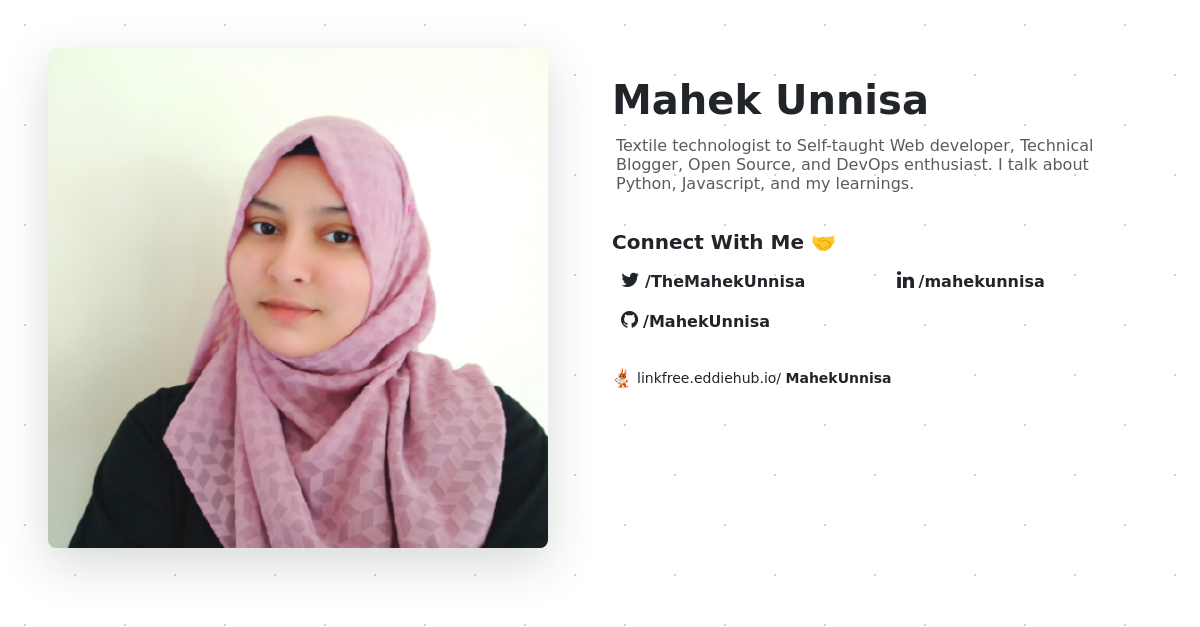 Mahek Unnisa
Textile technologist to Self-taught Web developer, Technical
Blogger, Open Source, and DevOps enthusiast. I talk about
Python, Javascript, and my learnings.
Connect With Me 🤝
/TheMahekUnnisa
/mahekunnisa
/MahekUnnisa
linkfree.eddiehub.io/ MahekUnnisa